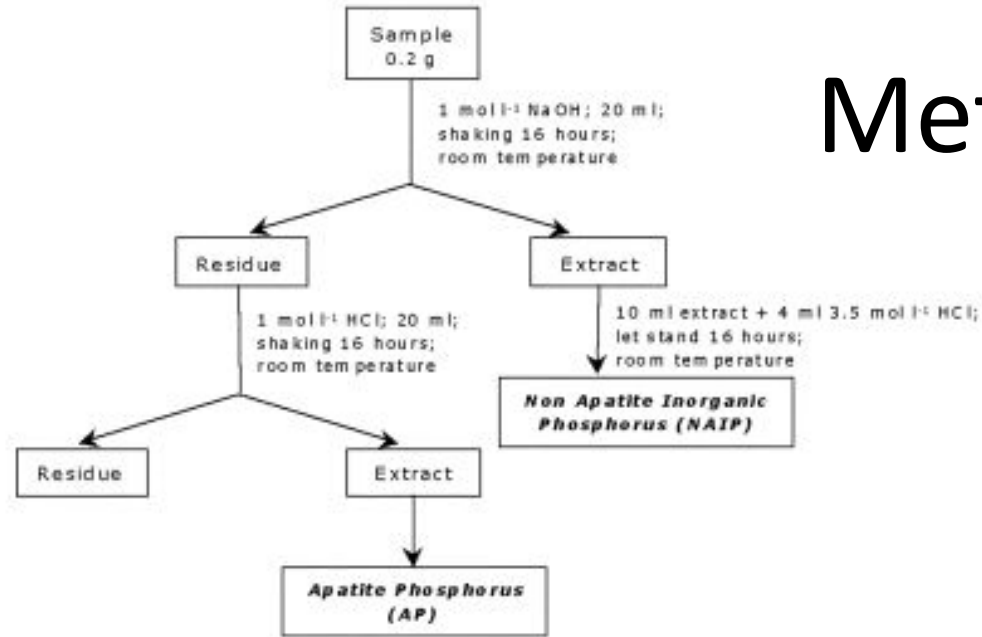 Sample
0.2 g
Met
1 mol l⁻¹ NaOH; 20 ml;
shaking 16 hours;
room temperature
Residue
Extract
1 mol l⁻¹ HCl; 20 ml;
shaking 16 hours;
room temperature
10 ml extract + 4 ml 3.5 mol l⁻¹ HCl;
let stand 16 hours;
room temperature
Non Apatite Inorganic
Phosphorus (NAIP)
Residue
Extract
Apatite Phosphorus
(AP)